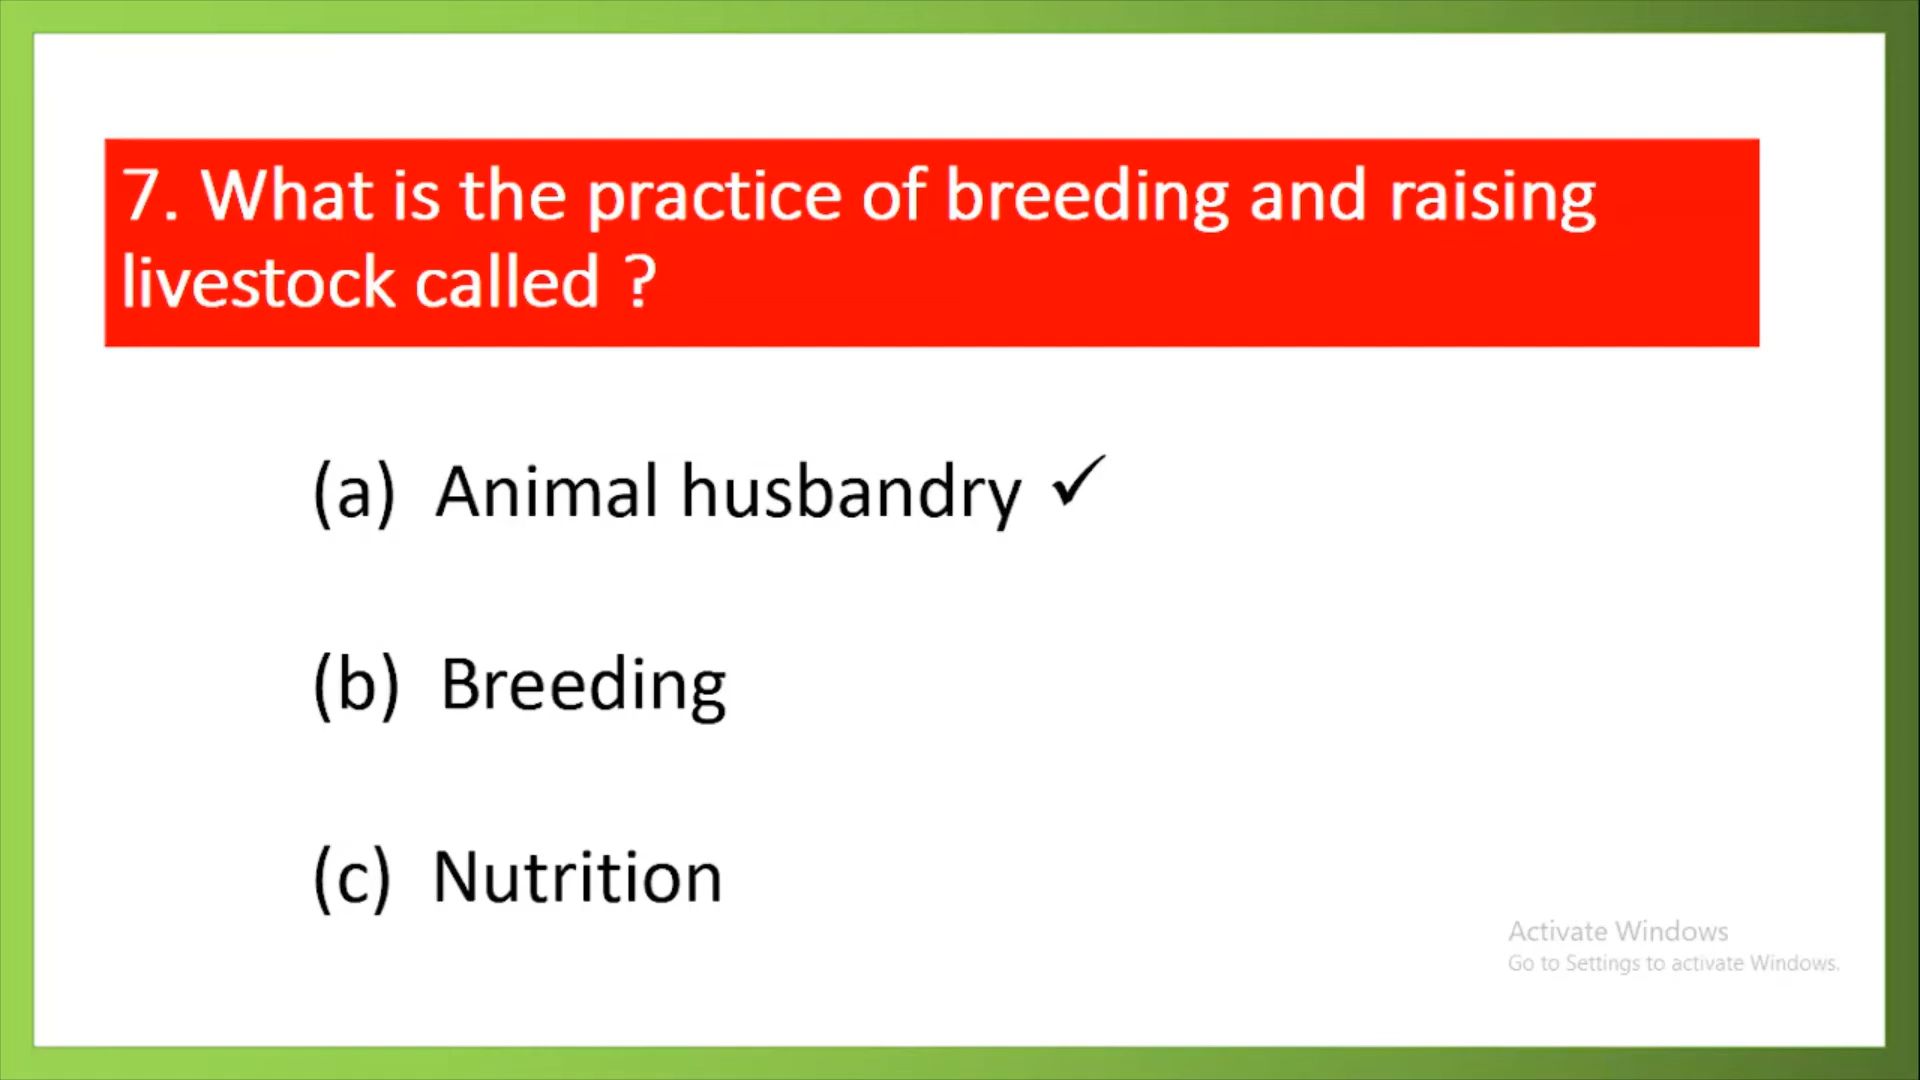 7. What is the practice of breeding and raising
livestock called ?
(a) Animal husbandry ✓
(b) Breeding
(c) Nutrition
Activate Windows
Go to Settings to activate Windows.